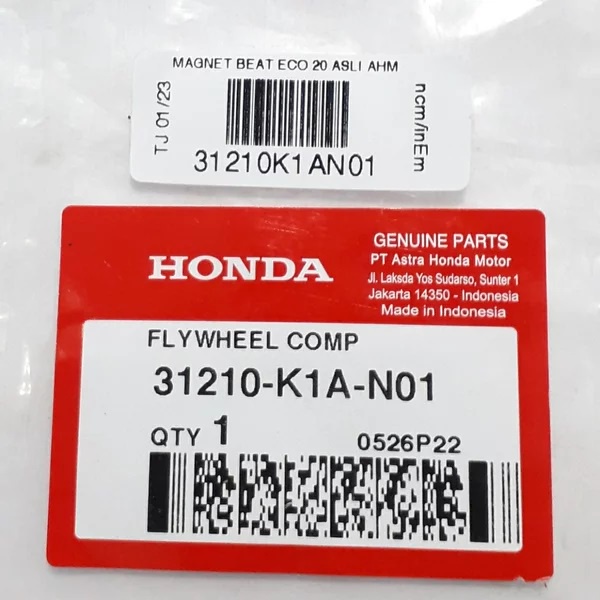 MAGNET BEAT ECO 20 ASLI AHM
TJ 01/23
ncm/inEm
31210K1AN01
HONDA
GENUINE PARTS
PT Astra Honda Motor
Jl. Laksda Yos Sudarso, Sunter 1
Jakarta 14350 - Indonesia
Made in Indonesia
FLYWHEEL COMP
31210-K1A-N01
QTY 1
0526P22